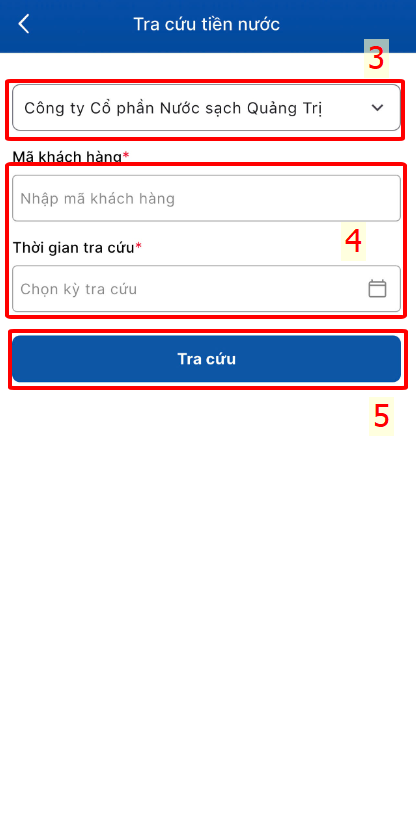 Tra cứu tiền nước
3
Công ty Cổ phần Nước sạch Quảng Trị
Mã khách hàng*
Nhập mã khách hàng
4
Thời gian tra cứu*
Chọn kỳ tra cứu
Tra cứu
5